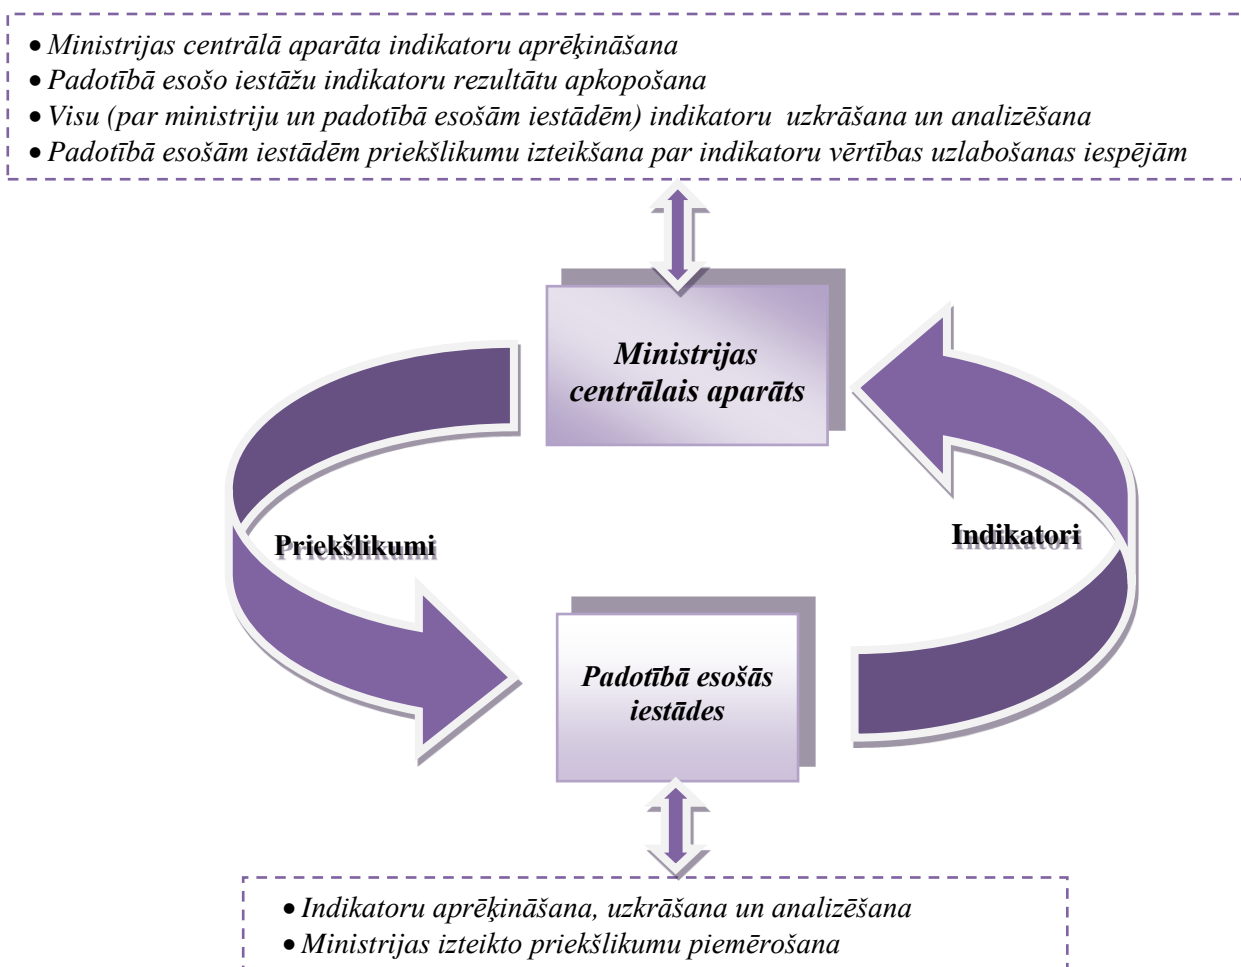 • Ministrijas centrālā aparāta indikatoru aprēķināšana
• Padotībā esošo iestāžu indikatoru rezultātu apkopošana
• Visu (par ministriju un padotībā esošām iestādēm) indikatoru uzkrāšana un analizēšana
• Padotībā esošām iestādēm priekšlikumu izteikšana par indikatoru vērtības uzlabošanas iespējām
Ministrijas
centrālais aparāts
Priekšlikumi
Indikatori
Padotībā esošās
iestādes
• Indikatoru aprēķināšana, uzkrāšana un analizēšana
• Ministrijas izteikto priekšlikumu piemērošana